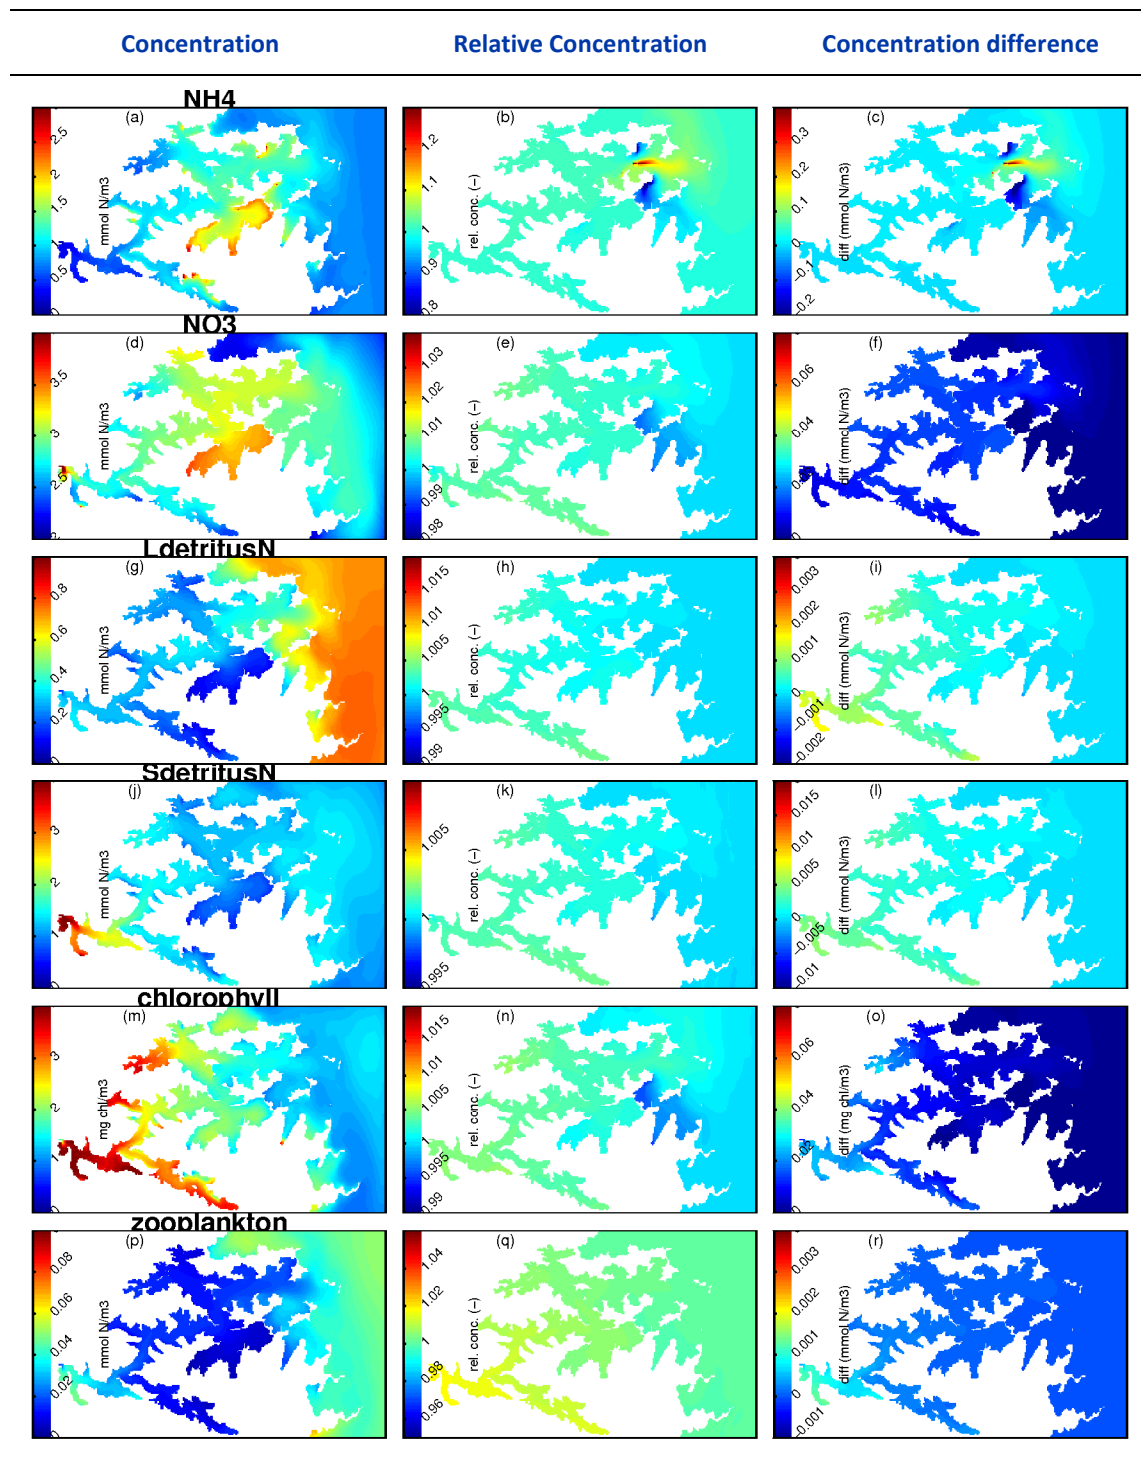 Concentration Relative Concentration Concentration difference
NH4
(a) (b) (c)
2.5 2 1.5 1 0.5 0 mmol N/m3
1.2 1.1 1 0.9 0.8 rel. conc. (−)
0.3 0.2 0.1 0 −0.1 −0.2 diff (mmol N/m3)
NO3
(d) (e) (f)
3.5 3 2.5 2 mmol N/m3
1.03 1.02 1.01 1 0.99 0.98 rel. conc. (−)
0.06 0.04 diff (mmol N/m3)
LdetritusN
(g) (h) (i)
0.8 0.6 0.4 0.2 0 mmol N/m3
1.015 1.01 1.005 1 0.995 0.99 rel. conc. (−)
0.003 0.002 0.001 0 −0.001 −0.002 diff (mmol N/m3)
SdetritusN
(j) (k) (l)
3 2 1 0 mmol N/m3
1.005 1 0.995 rel. conc. (−)
0.015 0.01 0.005 0 −0.005 −0.01 diff (mmol N/m3)
chlorophyll
(m) (n) (o)
3 2 1 0 mg chl/m3
1.015 1.01 1.005 1 0.995 0.99 rel. conc. (−)
0.06 0.04 0.02 0 diff (mg chl/m3)
zooplankton
(p) (q) (r)
0.08 0.06 0.04 0.02 0 mmol N/m3
1.04 1.02 1 0.98 0.96 rel. conc. (−)
0.003 0.002 0.001 0 −0.001 diff (mmol N/m3)